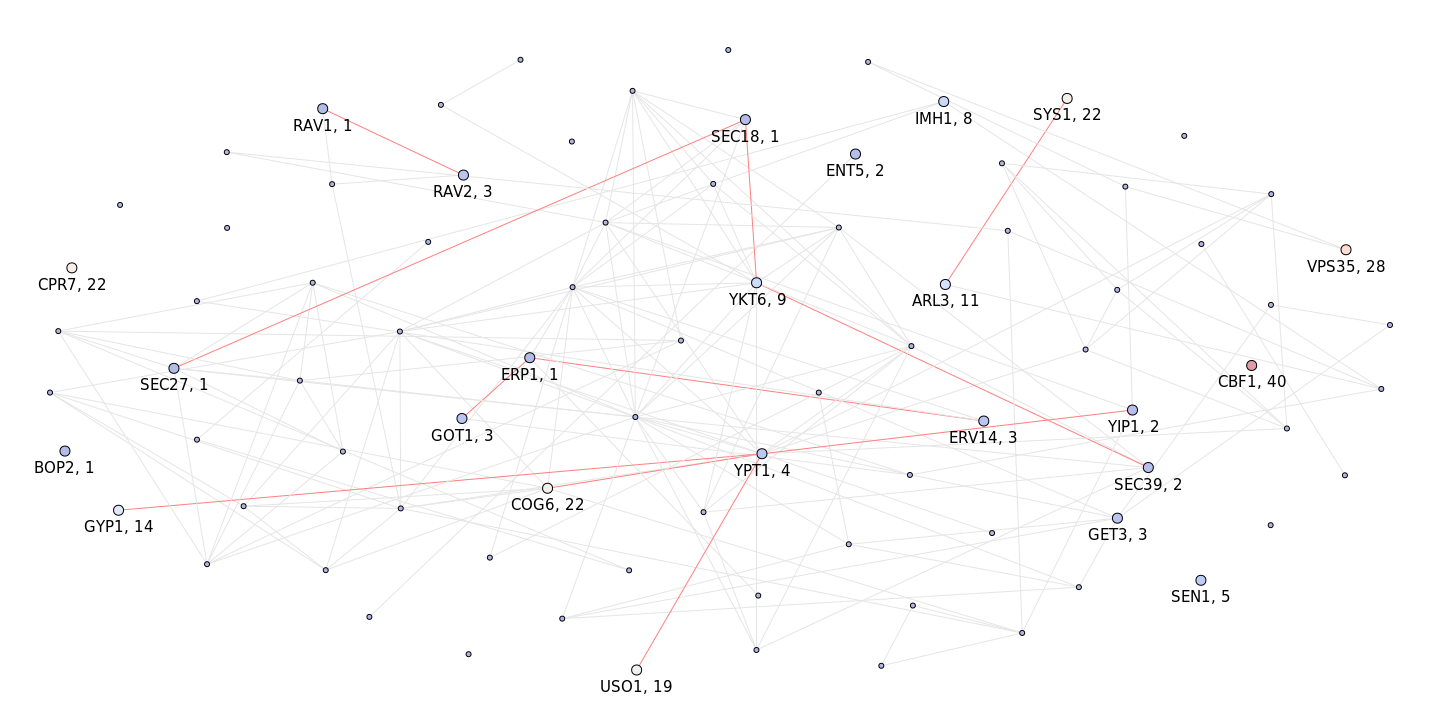 SYS1, 22
IMH1, 8
RAV1, 1
SEC18, 1
ENT5, 2
RAV2, 3
VPS35, 28
CPR7, 22
YKT6, 9
ARL3, 11
ERP1, 1
CBF1, 40
SEC27, 1
YIP1, 2
GOT1, 3
ERV14, 3
BOP2, 1
YPT1, 4
SEC39, 2
COG6, 22
GYP1, 14
GET3, 3
SEN1, 5
USO1, 19